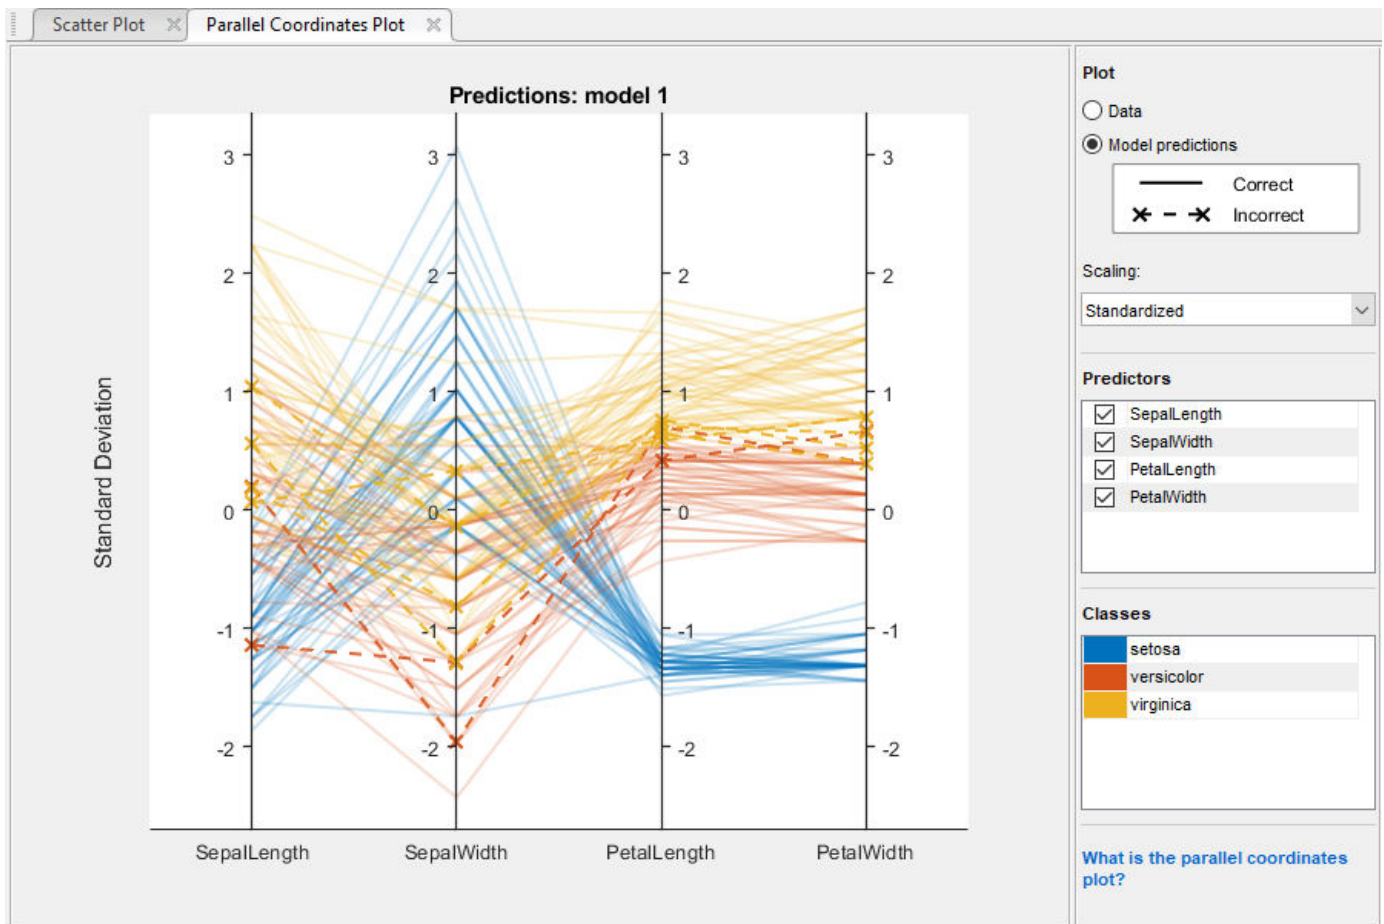 Scatter Plot
Parallel Coordinates Plot
Predictions: model 1
Standard Deviation
3
2
1
0
-1
-2
3
2
1
0
-1
-2
3
2
1
0
-1
-2
3
2
1
0
-1
-2
SepalLength SepalWidth PetalLength PetalWidth
Plot
Data
Model predictions
Correct
Incorrect
Scaling:
Standardized
Predictors
SepalLength
SepalWidth
PetalLength
PetalWidth
Classes
setosa
versicolor
virginica
What is the parallel coordinates
plot?